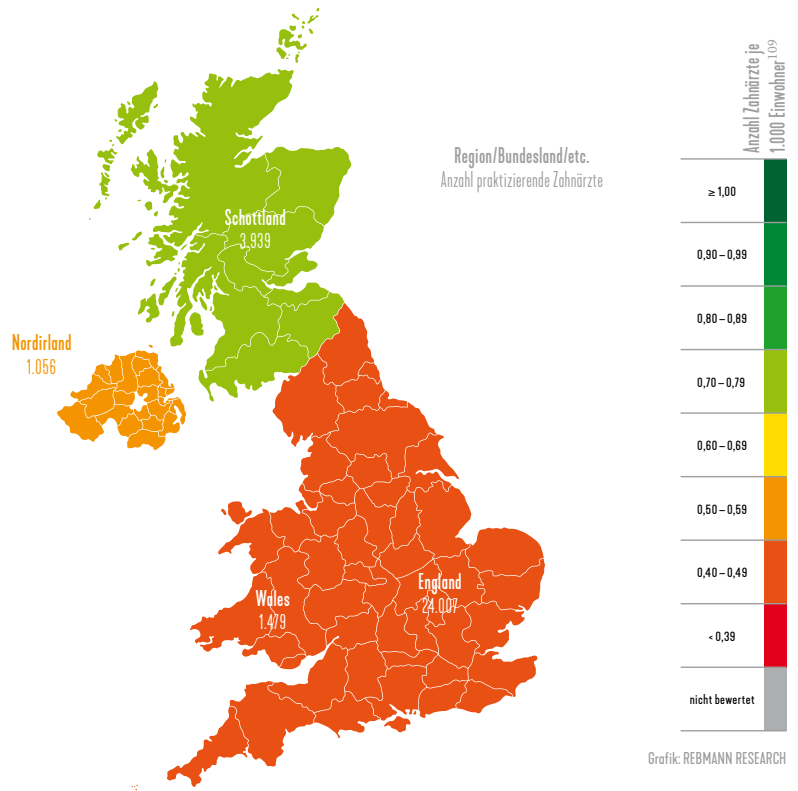 Anzahl Zahnärzte je
1.000 Einwohner109
Region/Bundesland/etc.
Anzahl praktizierende Zahnärzte
≥ 1,00
0,90 – 0,99
0,80 – 0,89
0,70 – 0,79
0,60 – 0,69
0,50 – 0,59
0,40 – 0,49
< 0,39
nicht bewertet
Schottland
3.939
Nordirland
1.056
England
24.007
Wales
1.479
Grafik: REBMANN RESEARCH